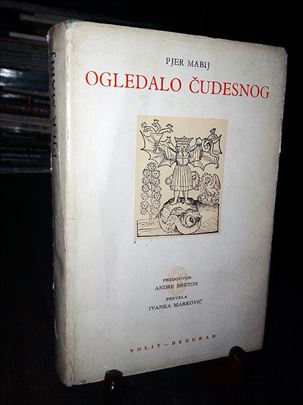 PJER MABIJ
OGLEDALO ČUDESNOG
PREDGOVOR
ANDRE BRETON
PREVELA
IVANKA MARKOVIĆ
NOLIT—BEOGRAD